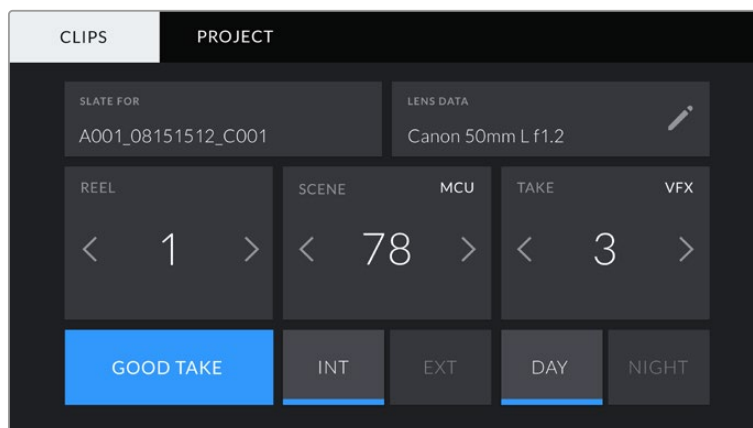 CLIPS PROJECT
SLATE FOR
A001_08151512_C001
LENS DATA
Canon 50mm L f1.2
REEL
1
SCENE MCU
78
TAKE VFX
3
GOOD TAKE
INT
EXT
DAY
NIGHT